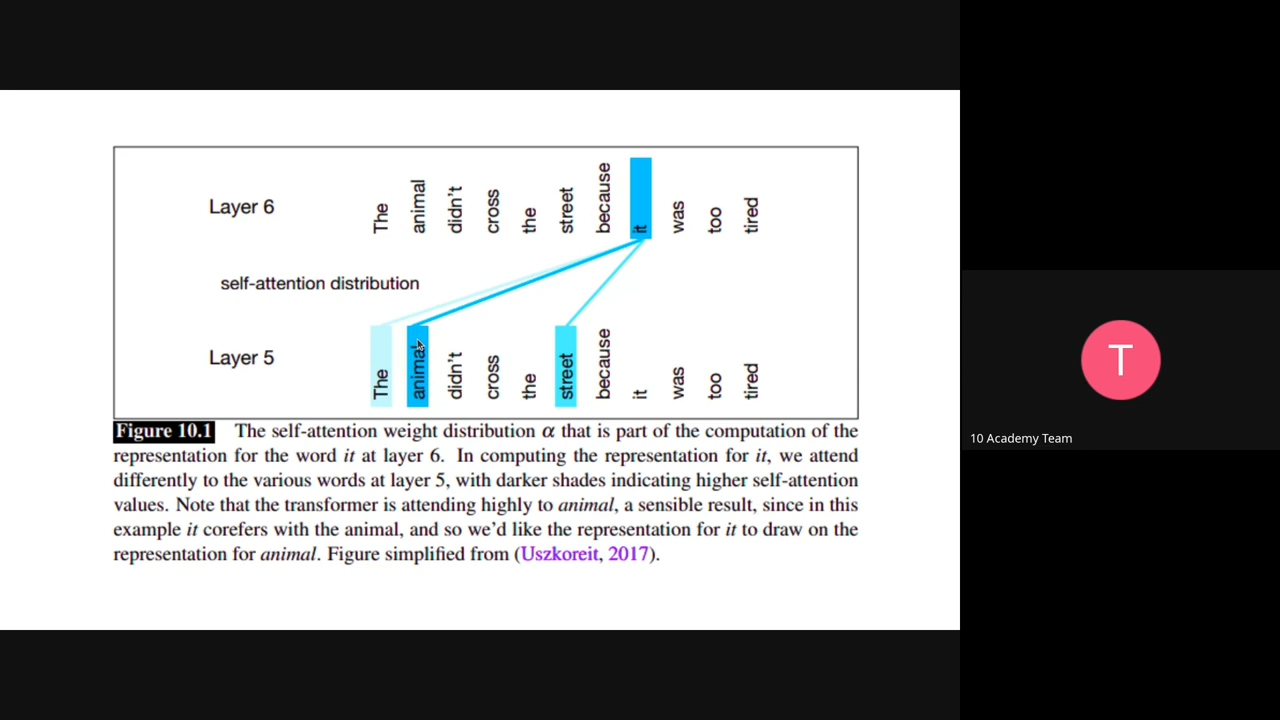 Layer 6
The animal didn't cross the street because it was too tired
self-attention distribution
Layer 5
The animal didn't cross the street because it was too tired
Figure 10.1 The self-attention weight distribution α that is part of the computation of the
representation for the word it at layer 6. In computing the representation for it, we attend
differently to the various words at layer 5, with darker shades indicating higher self-attention
values. Note that the transformer is attending highly to animal, a sensible result, since in this
example it corefers with the animal, and so we'd like the representation for it to draw on the
representation for animal. Figure simplified from (Uszkoreit, 2017).
T
10 Academy Team